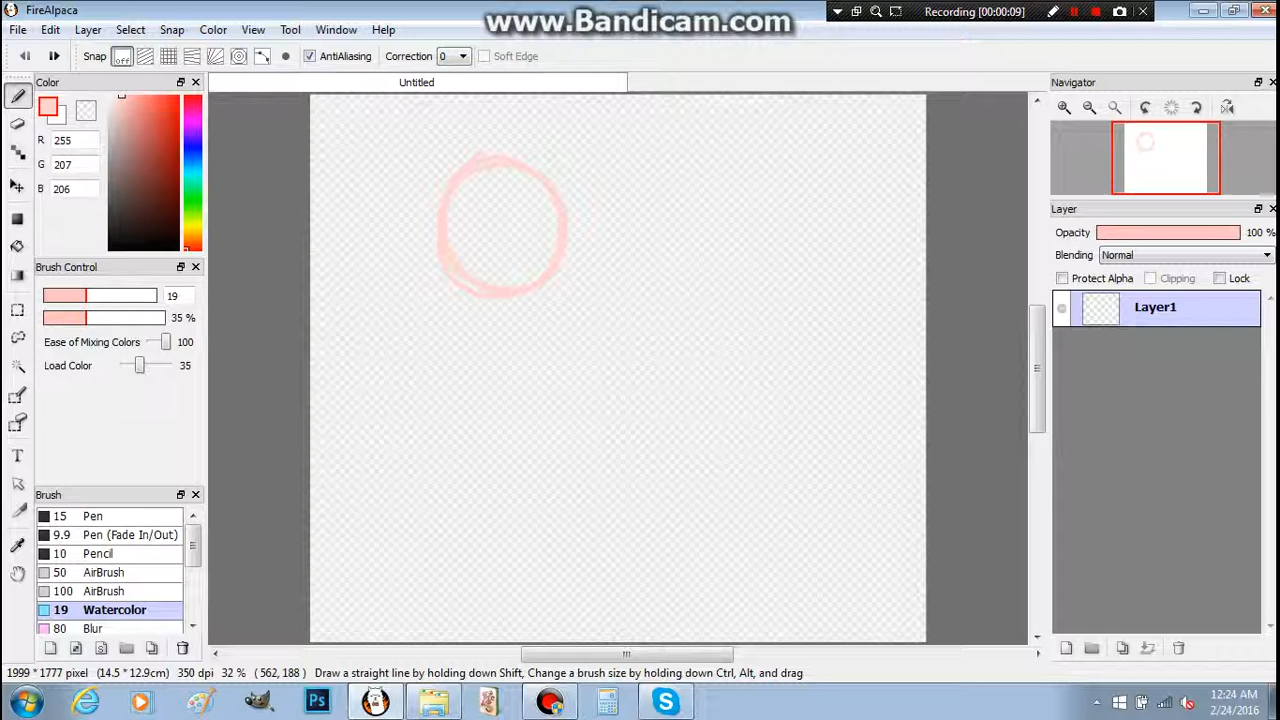 FireAlpaca
www.Bandicam.com
Recording [00:00:09]
File Edit Layer Select Snap Color View Tool Window Help
Snap off AntiAliasing Correction 0 Soft Edge
Color
Untitled
Navigator
R 255
G 207
B 206
Layer
Opacity 100 %
Blending Normal
Protect Alpha Clipping Lock
Layer1
Brush Control
19
35 %
Ease of Mixing Colors 100
Load Color 35
Brush
15 Pen
9.9 Pen (Fade In/Out)
10 Pencil
50 AirBrush
100 AirBrush
19 Watercolor
80 Blur
1999 * 1777 pixel (14.5 * 12.9cm) 350 dpi 32 % (562, 188) Draw a straight line by holding down Shift, Change a brush size by holding down Ctrl, Alt, and drag
Ps
12:24 AM
2/24/2016